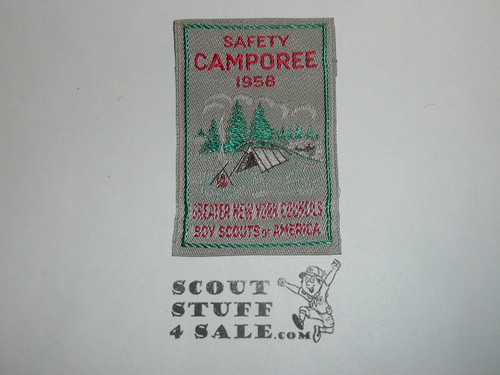 SAFETY
CAMPOREE
1958
GREATER NEW YORK COUNCILS
BOY SCOUTS OF AMERICA
SCOUT
STUFF
4 SALE.COM